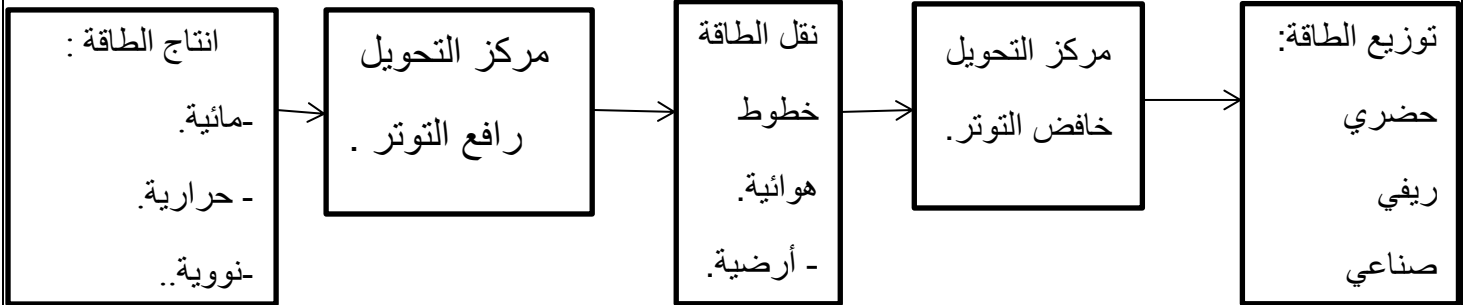 انتاج الطاقة :
-مائية.
- حرارية.
-نووية..
مركز التحويل
رافع التوتر .
نقل الطاقة
خطوط
هوائية.
- أرضية.
مركز التحويل
خافض التوتر.
توزيع الطاقة:
حضري
ريفي
صناعي